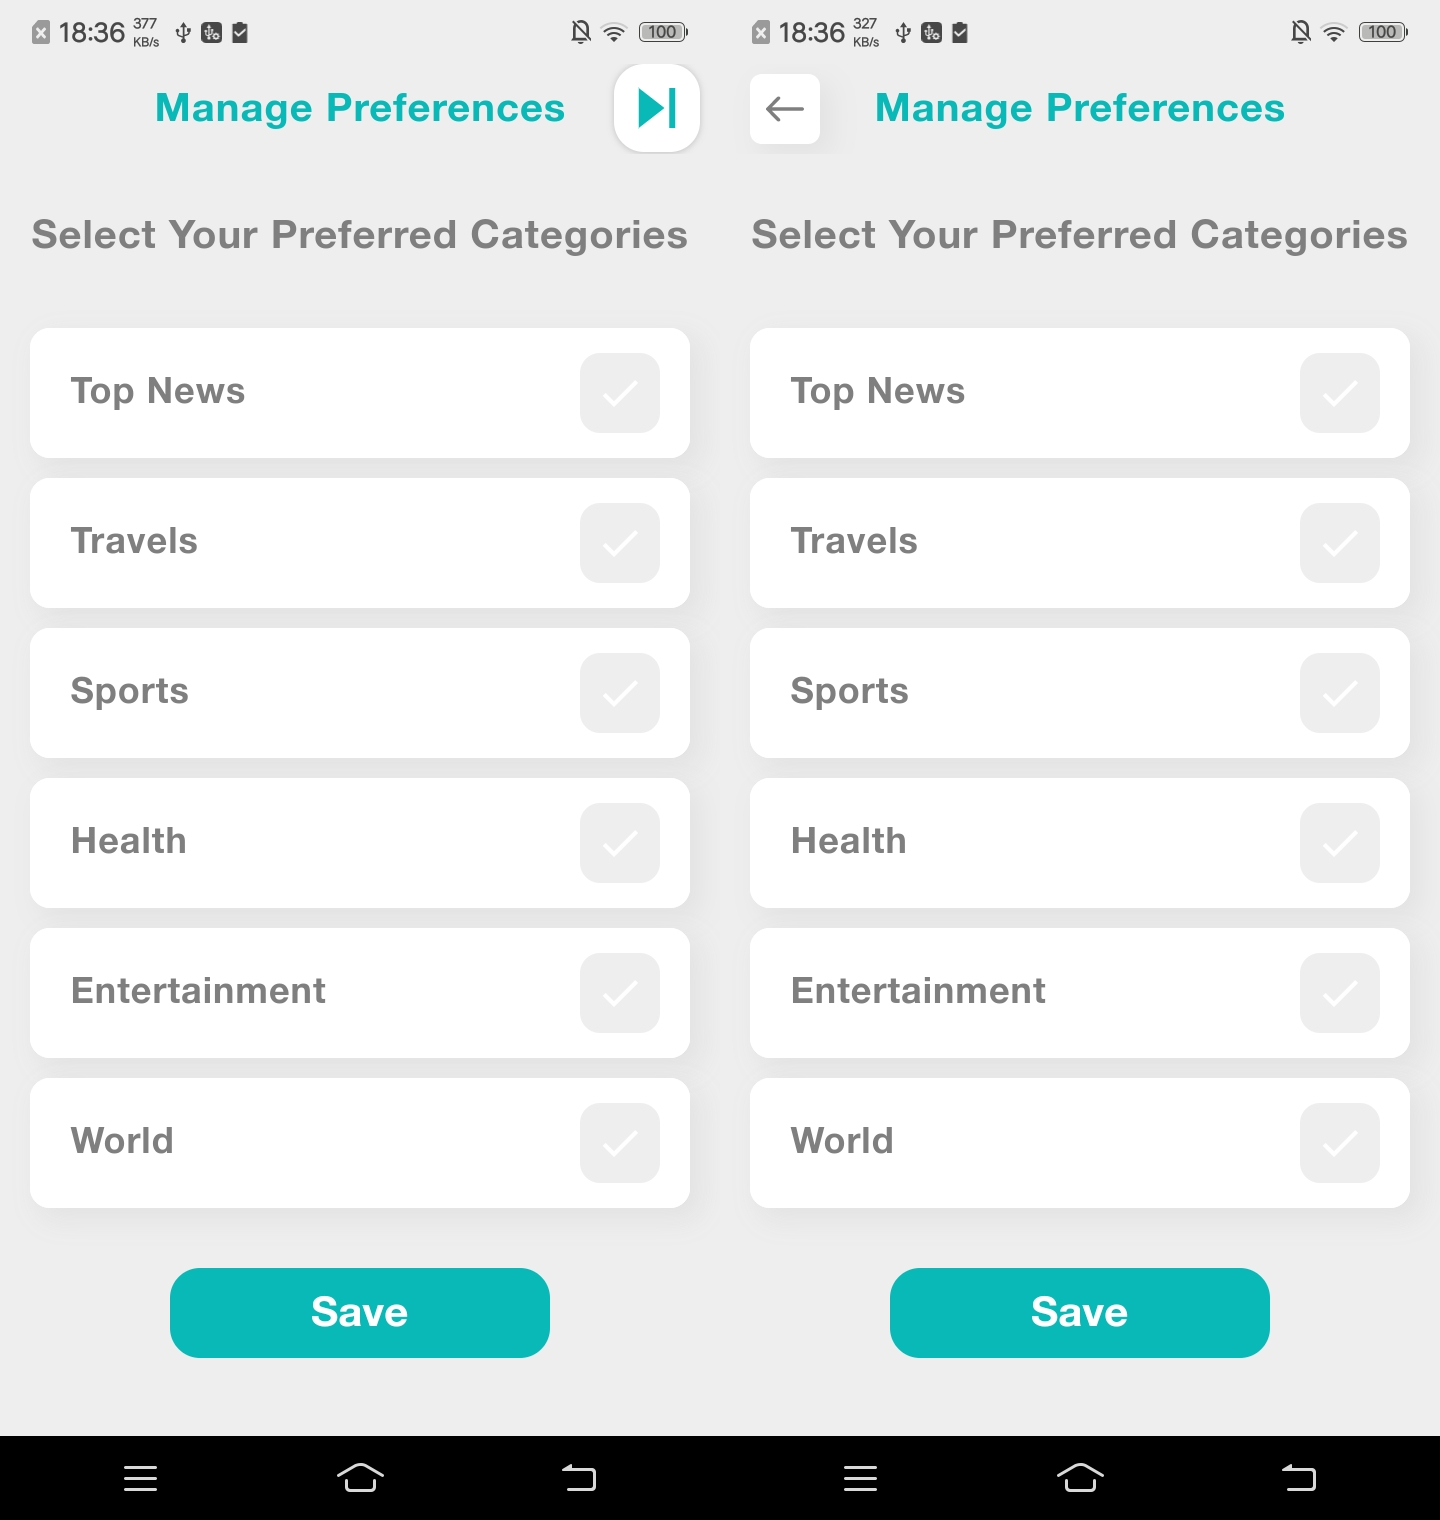 18:36 377 KB/s 100
Manage Preferences
Select Your Preferred Categories
Top News
Travels
Sports
Health
Entertainment
World
Save
18:36 327 KB/s 100
Manage Preferences
Select Your Preferred Categories
Top News
Travels
Sports
Health
Entertainment
World
Save